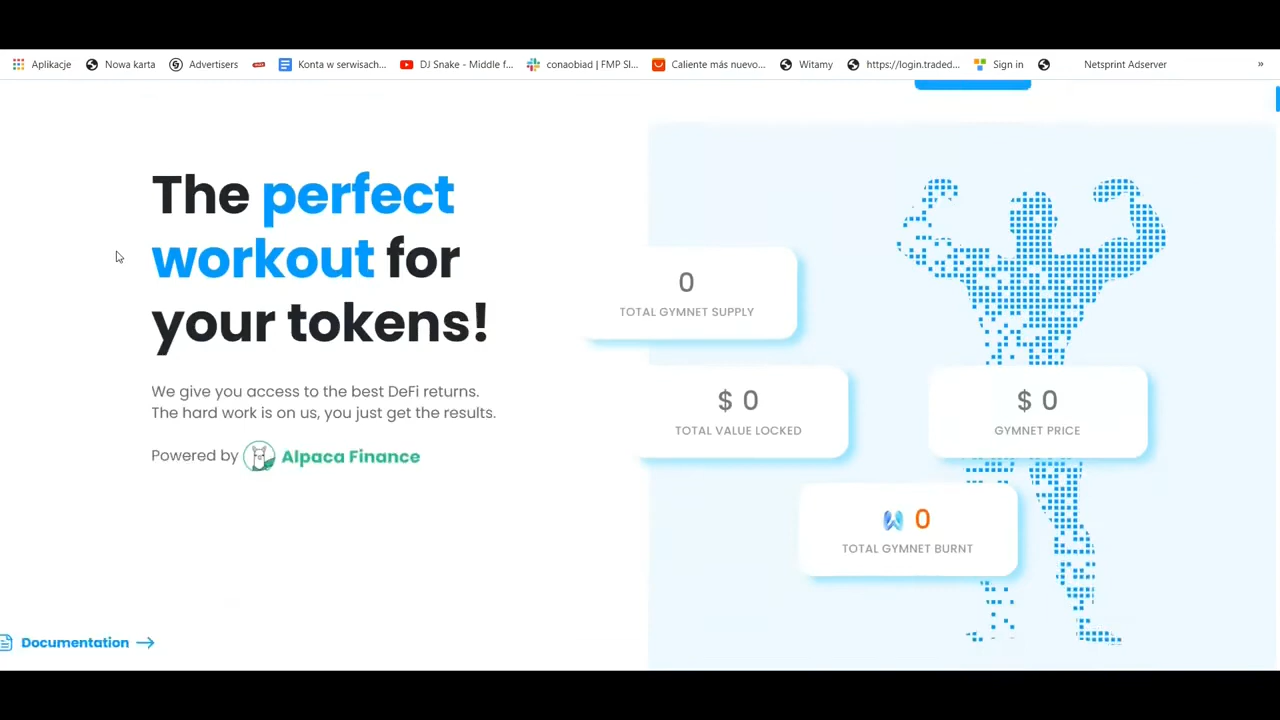 Aplikacje Nowa karta Advertisers Konta w serwisach... DJ Snake - Middle f... conaobiad | FMP Sl... Caliente más nuevo... Witamy https://login.traded... Sign in Netsprint Adserver »
The perfect
workout for
your tokens!
We give you access to the best DeFi returns.
The hard work is on us, you just get the results.
Powered by Alpaca Finance
0
TOTAL GYMNET SUPPLY
$ 0
TOTAL VALUE LOCKED
$ 0
GYMNET PRICE
0
TOTAL GYMNET BURNT
Documentation